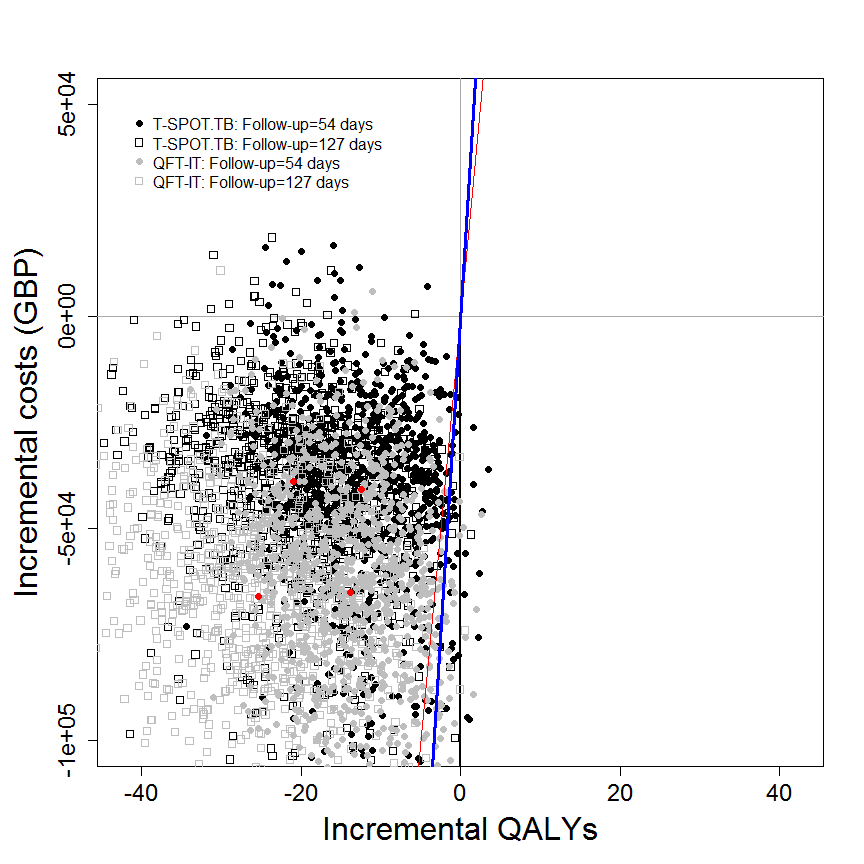 5e+04
0e+00
-5e+04
-1e+05
Incremental costs (GBP)
T-SPOT.TB: Follow-up=54 days
T-SPOT.TB: Follow-up=127 days
QFT-IT: Follow-up=54 days
QFT-IT: Follow-up=127 days
-40 -20 0 20 40
Incremental QALYs